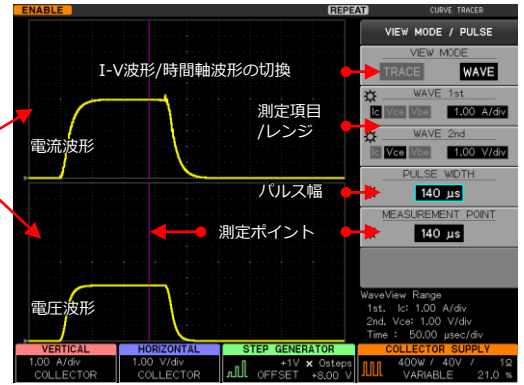 ENABLE
REPEAT
CURVE TRACER
VIEW MODE / PULSE
VIEW MODE
TRACE WAVE
I-V波形/時間軸波形の切換
WAVE 1st
Ic Vce Vbe 1.00 A/div
測定項目
/レンジ
WAVE 2nd
Ic Vce Vbe 1.00 V/div
電流波形
PULSE WIDTH
140 μs
パルス幅
MEASUREMENT POINT
140 μs
測定ポイント
電圧波形
WaveView Range
1st. Ic: 1.00 A/div
2nd. Vce: 1.00 V/div
Time : 50.00 μsec/div
VERTICAL
1.00 A/div
COLLECTOR
HORIZONTAL
1.00 V/div
COLLECTOR
STEP GENERATOR
+1V × 0steps
OFFSET +8.00 V
COLLECTOR SUPPLY
400W / 40V / 1Ω
VARIABLE 21.0 %